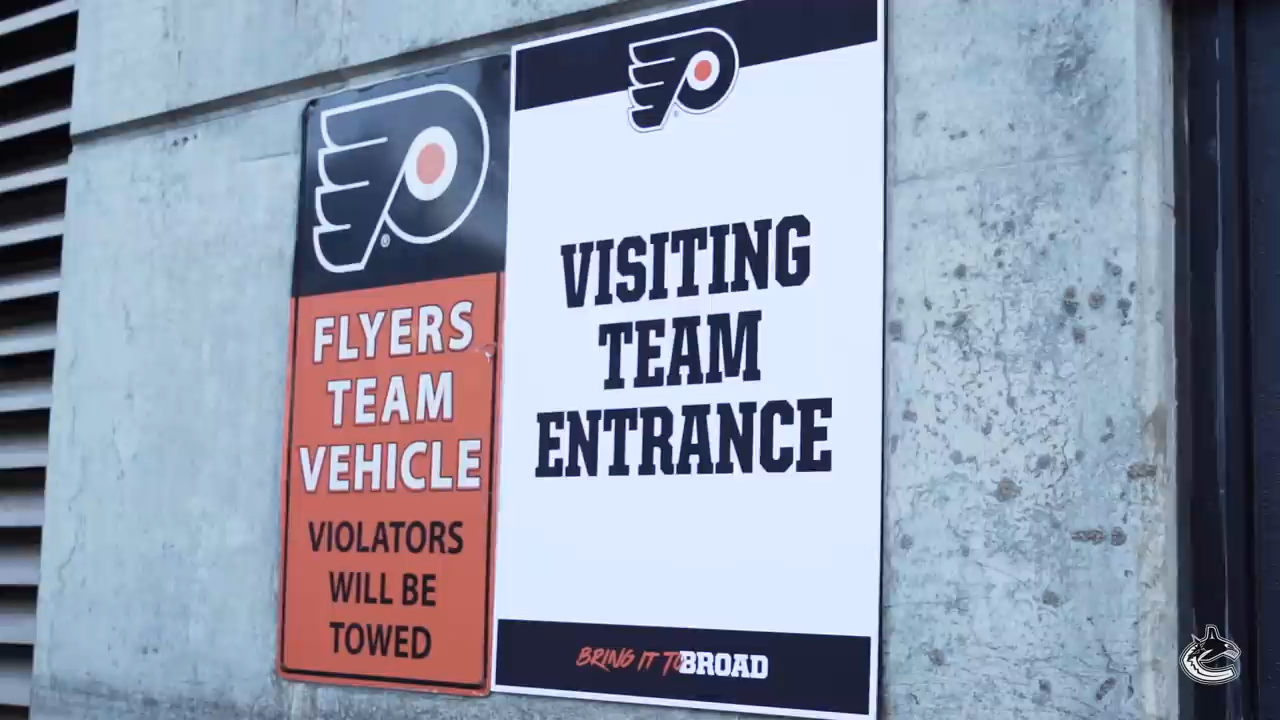 FLYERS
TEAM
VEHICLE
VIOLATORS
WILL BE
TOWED
VISITING
TEAM
ENTRANCE
BRING IT TO BROAD